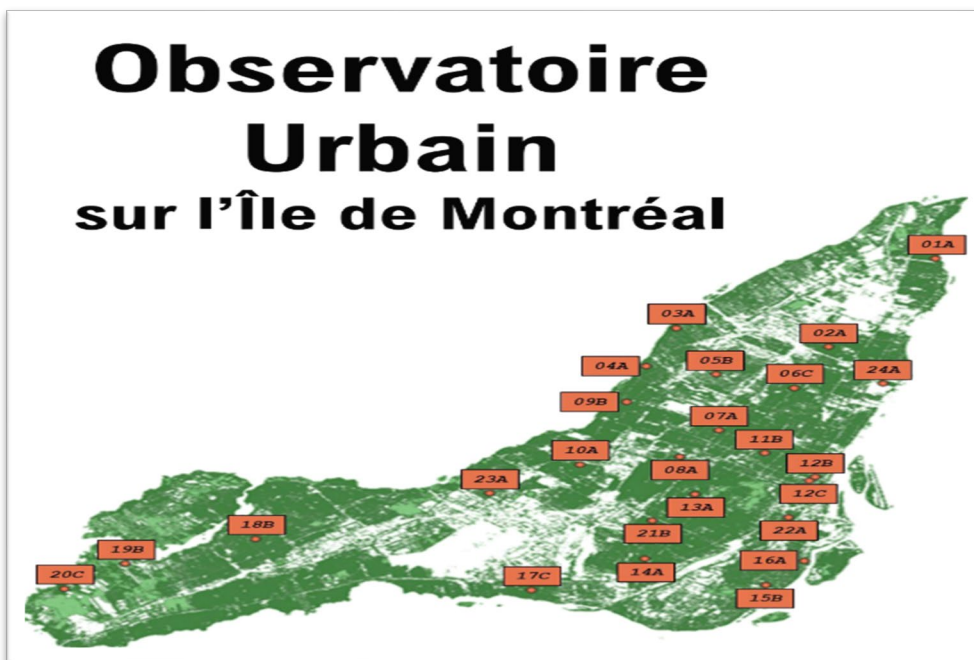 Observatoire
Urbain
sur l'Île de Montréal
01A
03A
02A
05B
04A
06C
24A
09B
07A
11B
10A
12B
08A
23A
12C
13A
18B
22A
21B
19B
16A
20C
17C
14A
15B